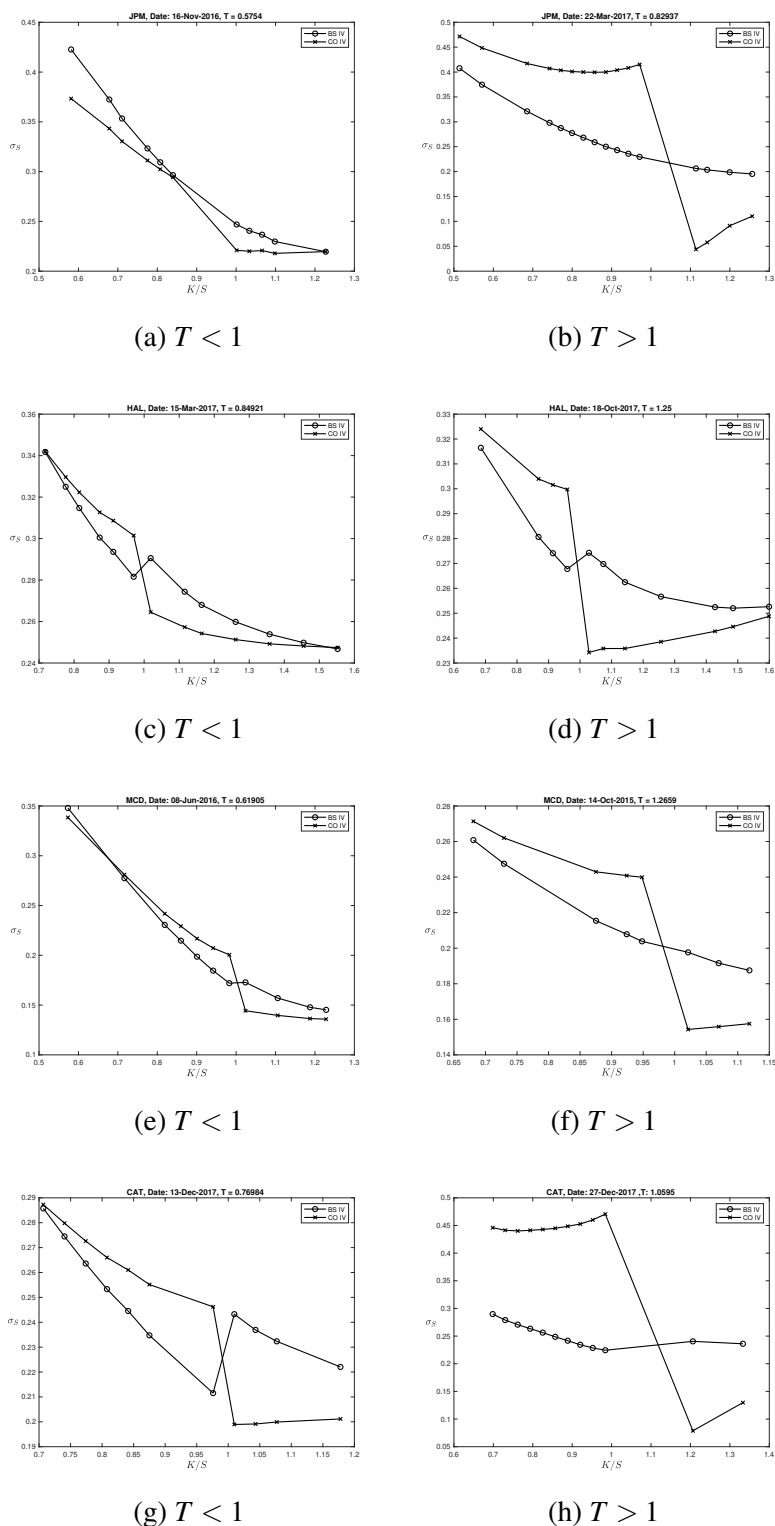 JPM, Date: 16-Nov-2016, T = 0.5754
BS IV
CO IV
0.45
0.4
0.35
0.3
0.25
0.2
σS
0.5 0.6 0.7 0.8 0.9 1 1.1 1.2 1.3
K/S
(a) T < 1
JPM, Date: 22-Mar-2017, T = 0.82937
BS IV
CO IV
0.5
0.45
0.4
0.35
0.3
0.25
0.2
0.15
0.1
0.05
0
σS
0.5 0.6 0.7 0.8 0.9 1 1.1 1.2 1.3
K/S
(b) T > 1
HAL, Date: 15-Mar-2017, T = 0.84921
BS IV
CO IV
0.36
0.34
0.32
0.3
0.28
0.26
0.24
σS
0.7 0.8 0.9 1 1.1 1.2 1.3 1.4 1.5 1.6
K/S
(c) T < 1
HAL, Date: 18-Oct-2017, T = 1.25
BS IV
CO IV
0.33
0.32
0.31
0.3
0.29
0.28
0.27
0.26
0.25
0.24
0.23
σS
0.6 0.7 0.8 0.9 1 1.1 1.2 1.3 1.4 1.5 1.6
K/S
(d) T > 1
MCD, Date: 08-Jun-2016, T = 0.61905
BS IV
CO IV
0.35
0.3
0.25
0.2
0.15
0.1
σS
0.5 0.6 0.7 0.8 0.9 1 1.1 1.2 1.3
K/S
(e) T < 1
MCD, Date: 14-Oct-2015, T = 1.2659
BS IV
CO IV
0.28
0.26
0.24
0.22
0.2
0.18
0.16
0.14
σS
0.65 0.7 0.75 0.8 0.85 0.9 0.95 1 1.05 1.1 1.15
K/S
(f) T > 1
CAT, Date: 13-Dec-2017, T = 0.76984
BS IV
CO IV
0.29
0.28
0.27
0.26
0.25
0.24
0.23
0.22
0.21
0.2
0.19
σS
0.7 0.75 0.8 0.85 0.9 0.95 1 1.05 1.1 1.15 1.2
K/S
(g) T < 1
CAT, Date: 27-Dec-2017 ,T: 1.0595
BS IV
CO IV
0.5
0.45
0.4
0.35
0.3
0.25
0.2
0.15
0.1
0.05
σS
0.6 0.7 0.8 0.9 1 1.1 1.2 1.3 1.4
K/S
(h) T > 1